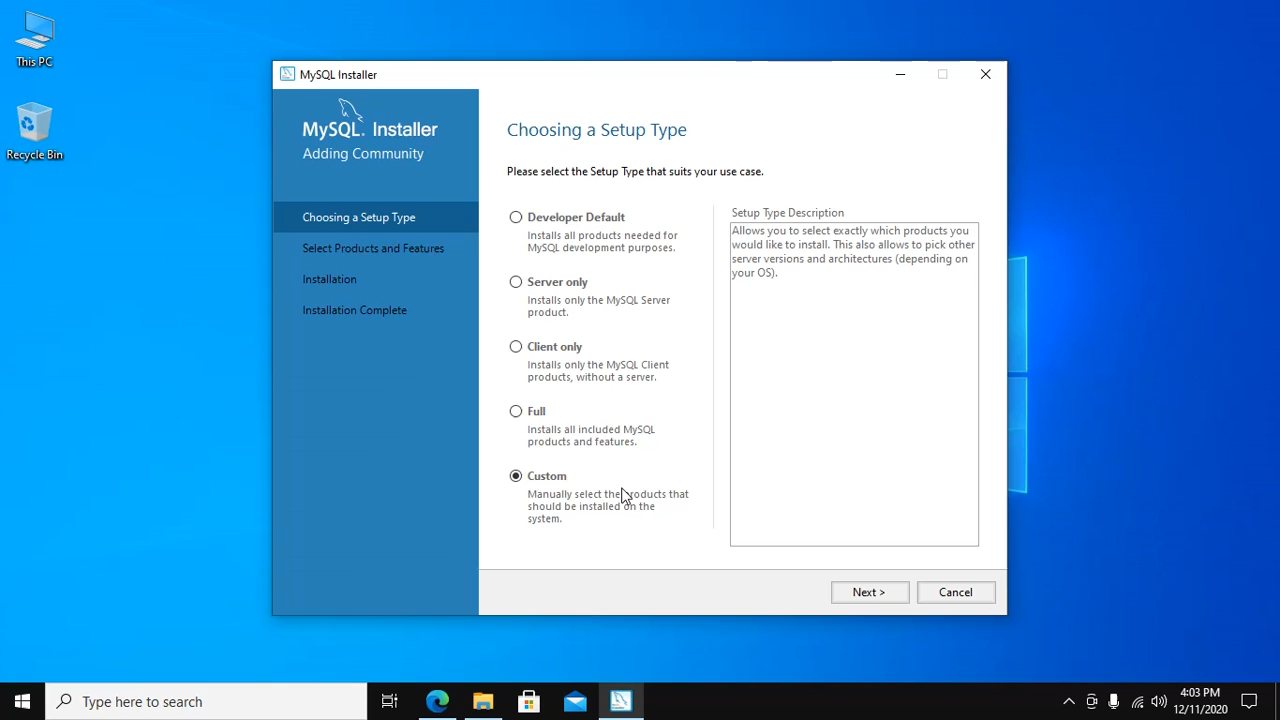 This PC
Recycle Bin
MySQL Installer
MySQL. Installer
Adding Community
Choosing a Setup Type
Select Products and Features
Installation
Installation Complete
Choosing a Setup Type
Please select the Setup Type that suits your use case.
Developer Default
Installs all products needed for
MySQL development purposes.
Server only
Installs only the MySQL Server
product.
Client only
Installs only the MySQL Client
products, without a server.
Full
Installs all included MySQL
products and features.
Custom
Manually select the products that
should be installed on the
system.
Setup Type Description
Allows you to select exactly which products you
would like to install. This also allows to pick other
server versions and architectures (depending on
your OS).
Next >
Cancel
Type here to search
4:03 PM
12/11/2020